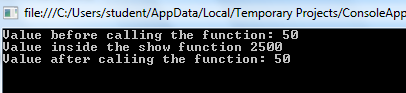 file:///C:/Users/student/AppData/Local/Temporary Projects/ConsoleApp
Value before calling the function: 50
Value inside the show function 2500
Value after caliing the function: 50